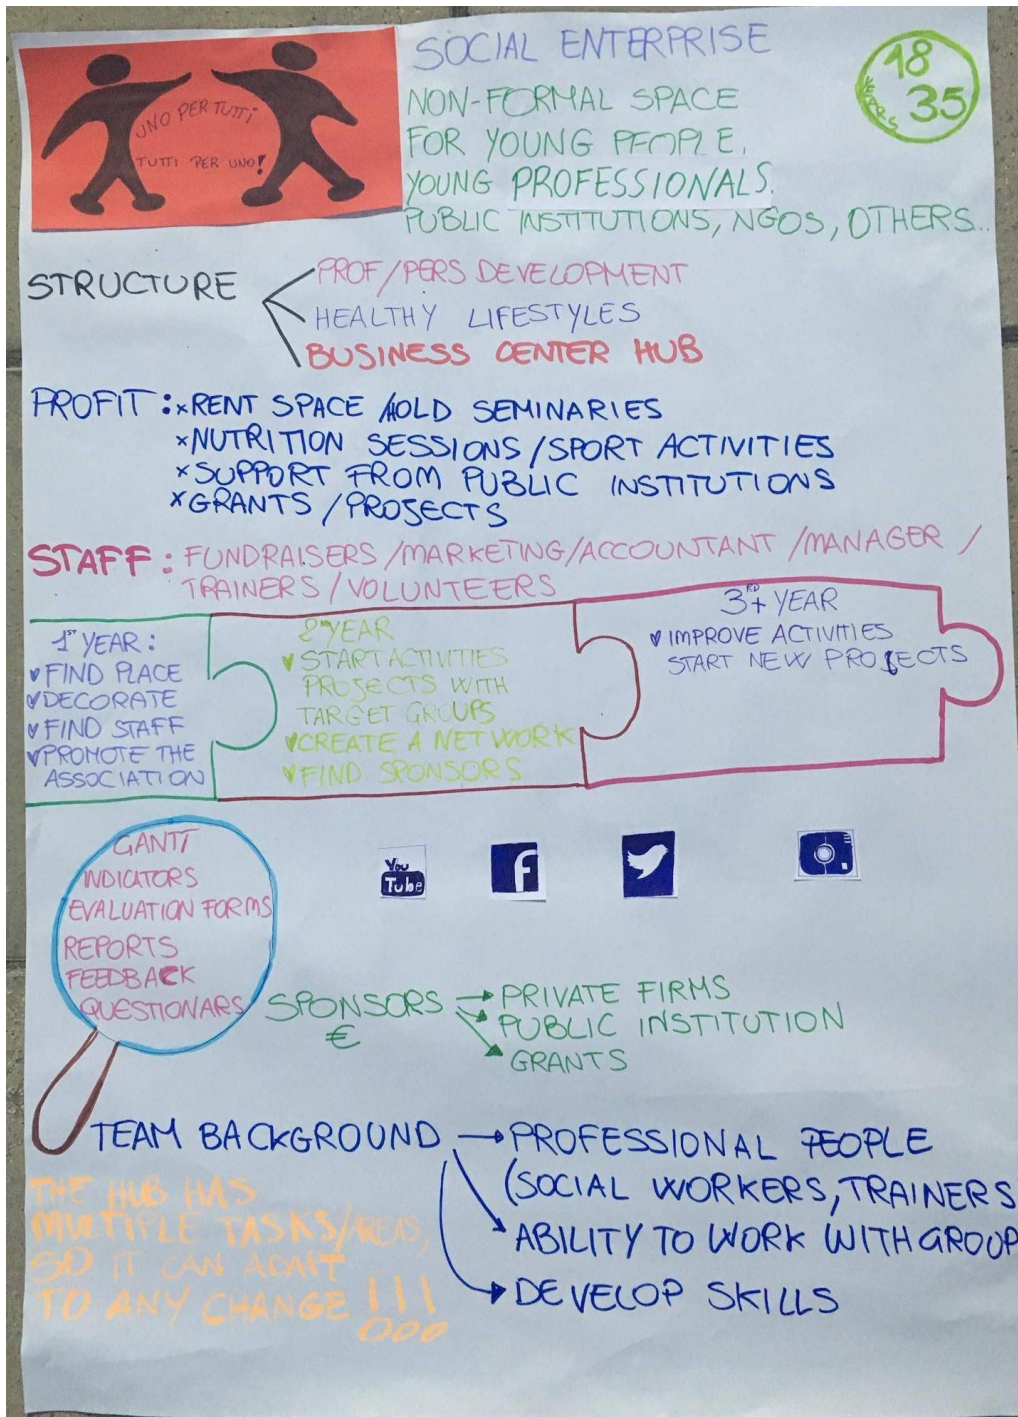 UNO PER TUTTI
TUTTI PER UNO!
SOCIAL ENTERPRISE
NON-FORMAL SPACE
FOR YOUNG PEOPLE,
YOUNG PROFESSIONALS.
PUBLIC INSTITUTIONS, NGOS, OTHERS...
18
35
YEARS
STRUCTURE
PROF/PERS DEVELOPMENT
HEALTHY LIFESTYLES
BUSINESS CENTER HUB
PROFIT: xRENT SPACE /HOLD SEMINARIES
xNUTRITION SESSIONS/SPORT ACTIVITIES
xSUPPORT FROM PUBLIC INSTITUTIONS
xGRANTS/PROJECTS
STAFF: FUNDRAISERS/MARKETING/ACCOUNTANT/MANAGER/
TRAINERS/VOLUNTEERS
1ST YEAR:
FIND PLACE
DECORATE
FIND STAFF
PROMOTE THE
ASSOCIATION
2ND YEAR
START ACTIVITIES
PROJECTS WITH
TARGET GROUPS
CREATE A NETWORK
FIND SPONSORS
3RD+ YEAR
IMPROVE ACTIVITIES
START NEW PROJECTS
GANTT
INDICATORS
EVALUATION FORMS
REPORTS
FEEDBACK
QUESTIONARS
You
Tube
f
SPONSORS
€
PRIVATE FIRMS
PUBLIC INSTITUTION
GRANTS
TEAM BACKGROUND
PROFESSIONAL PEOPLE
(SOCIAL WORKERS, TRAINERS
ABILITY TO WORK WITH GROUP
DEVELOP SKILLS
THE HUB HAS
MULTIPLE TASKS/AREAS,
SO IT CAN ADAPT
TO ANY CHANGE!!!